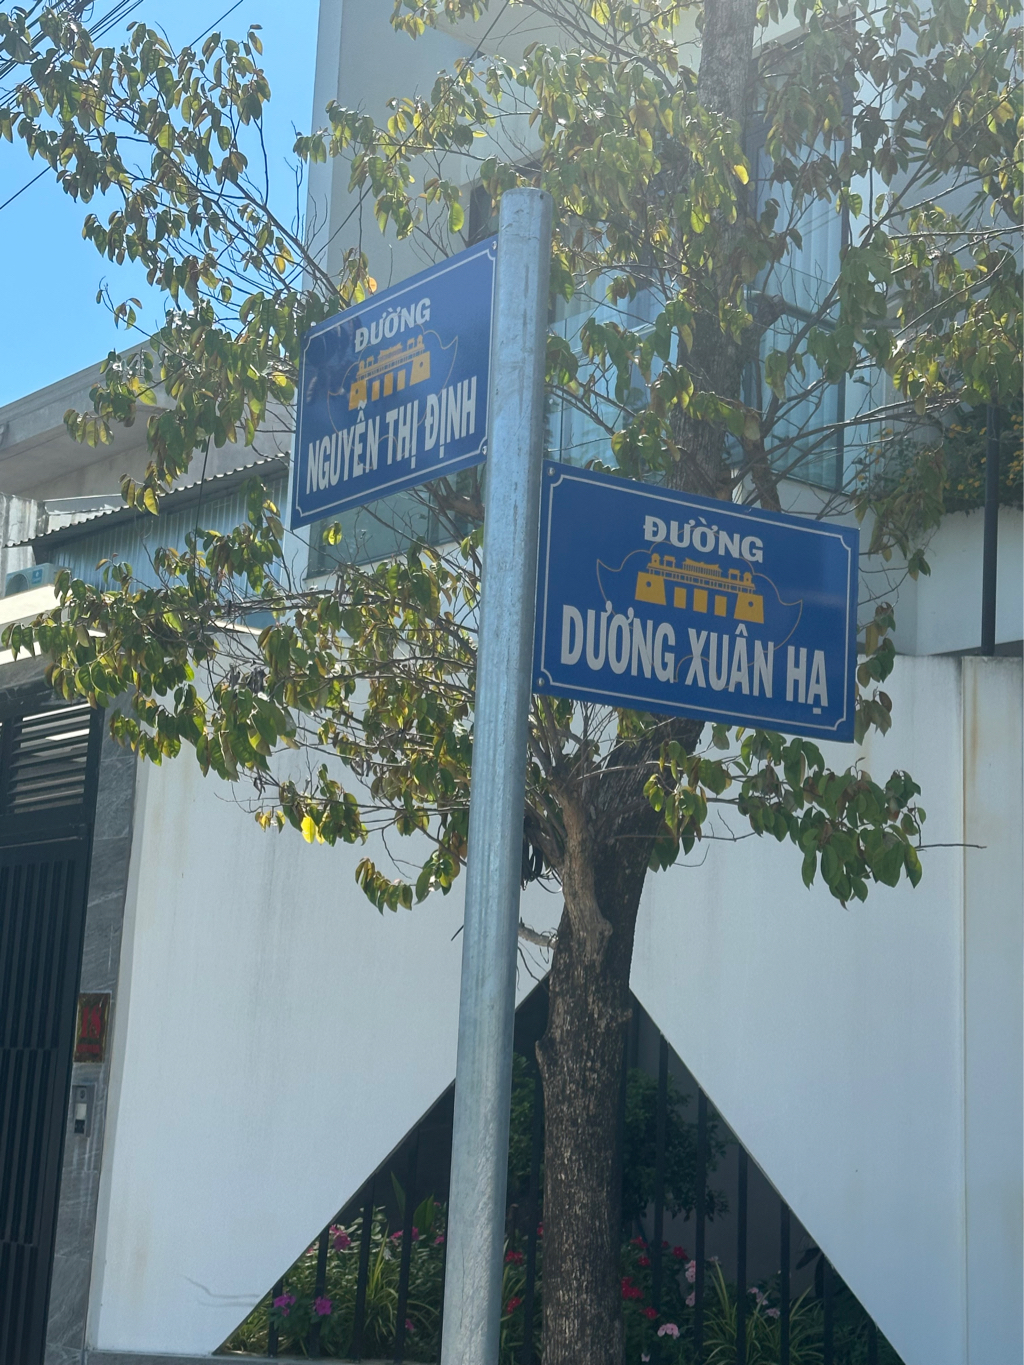 ĐƯỜNG
NGUYỄN THỊ ĐỊNH
ĐƯỜNG
DƯƠNG XUÂN HẠ